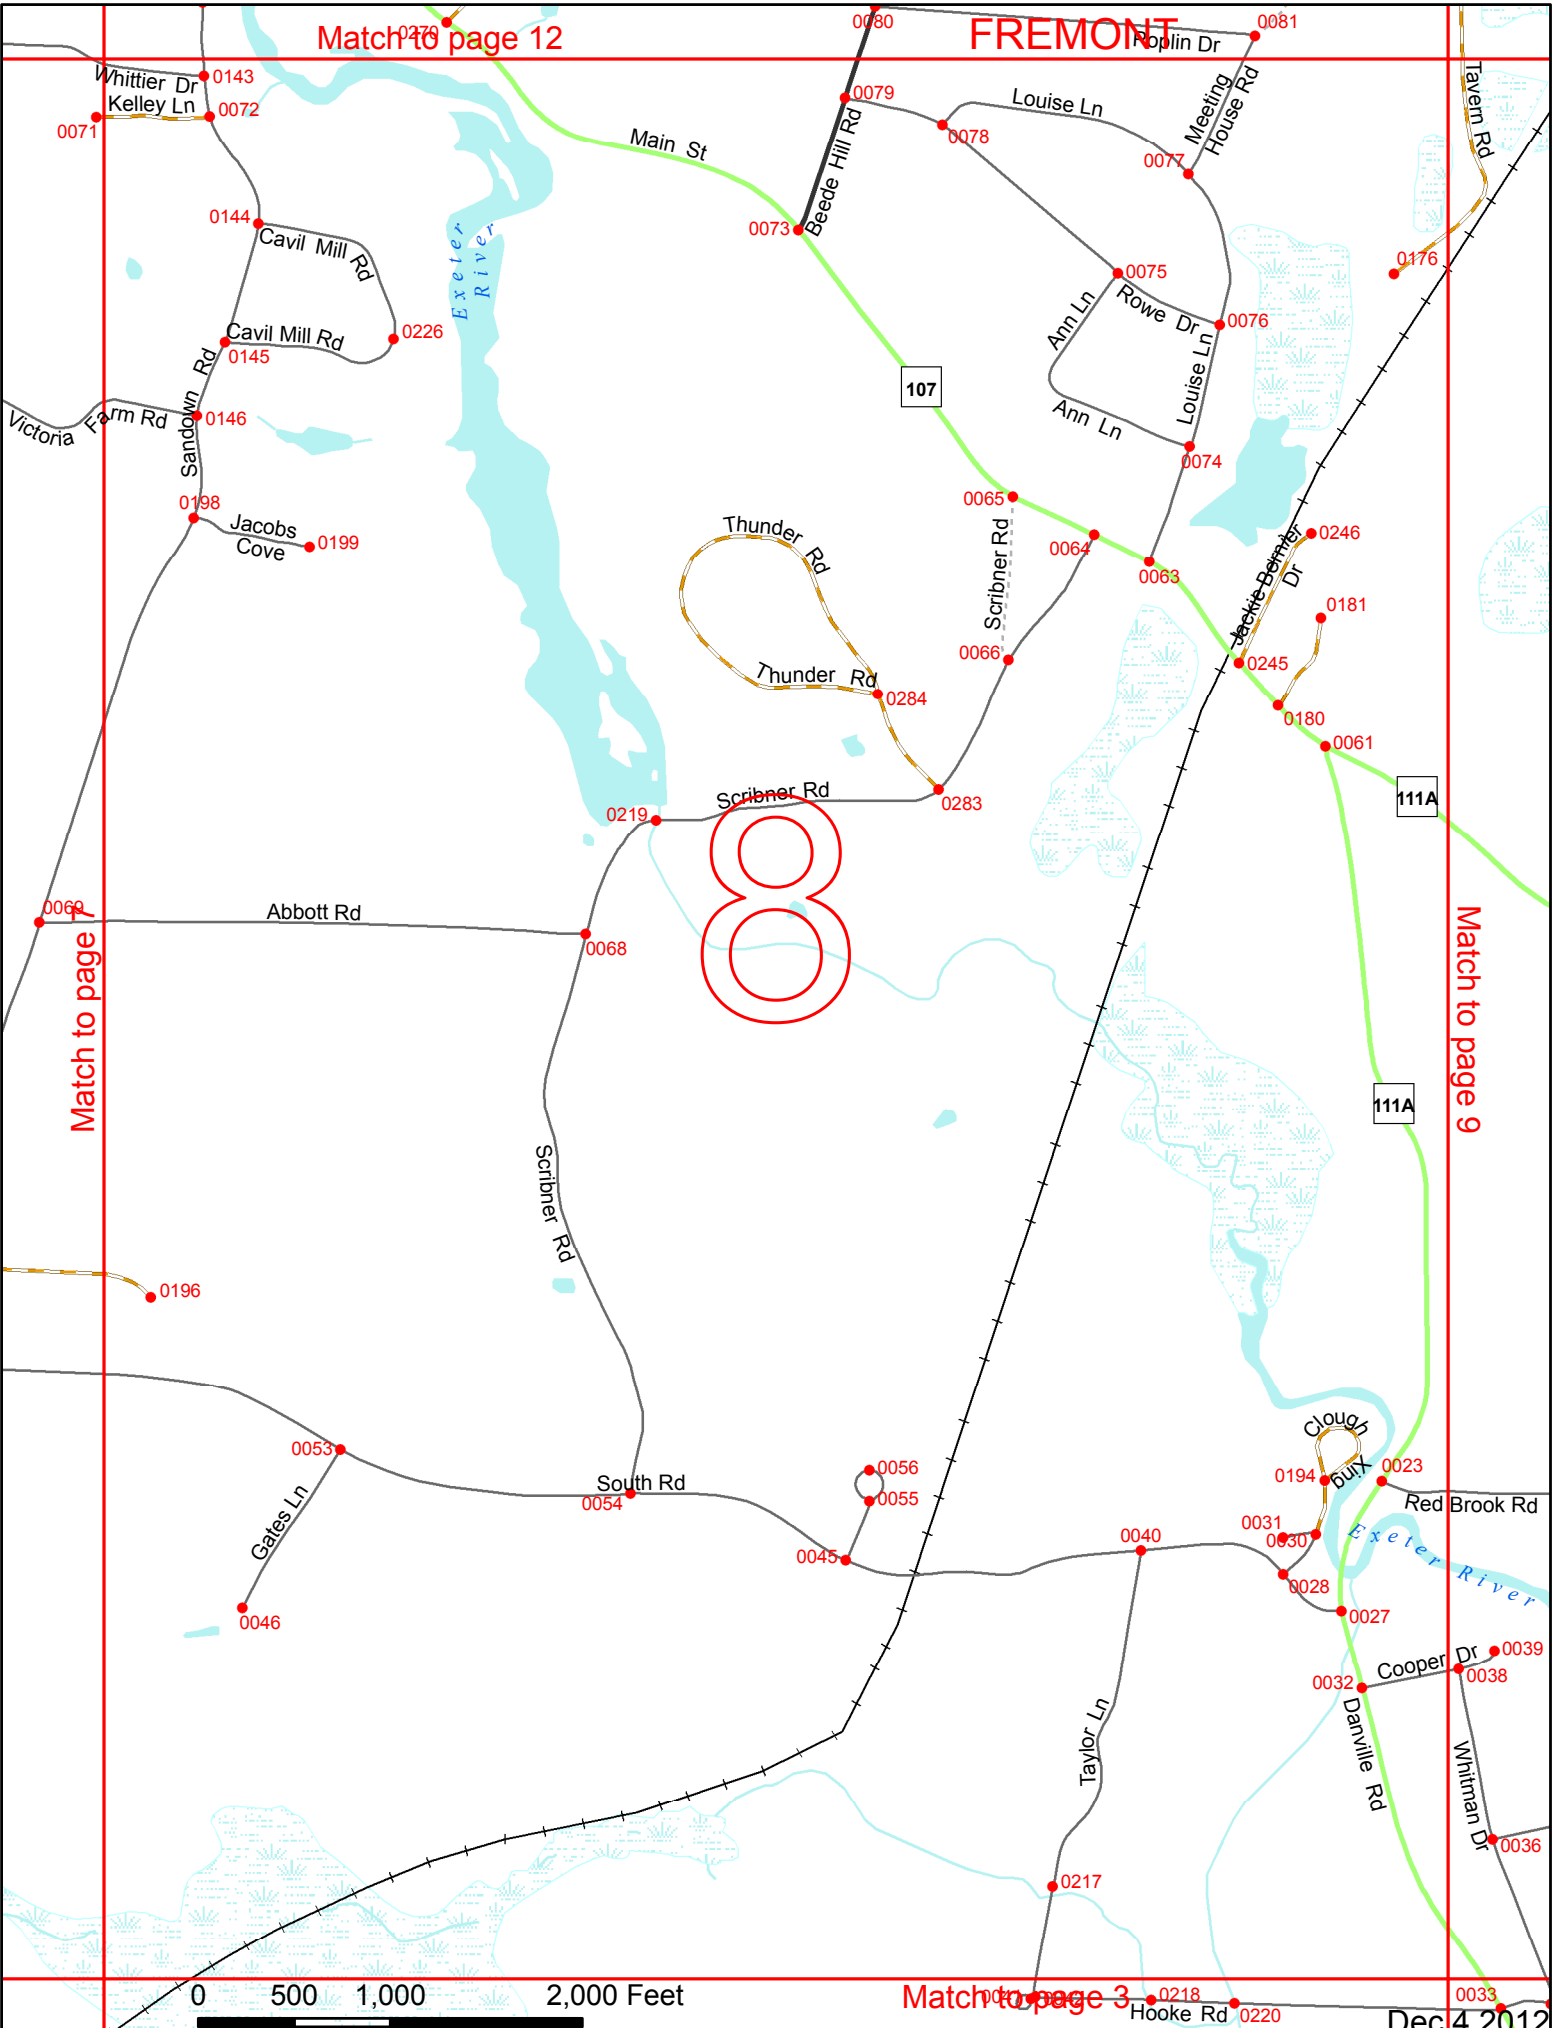 0080
0081
0270
Match to page 12
FREMONT
Poplin Dr
Whittier Dr
0143
Kelley Ln
0072
0071
0079
Louise Ln
Meeting
House Rd
Tavern Rd
0078
Main St
Beede Hill Rd
0077
0144
0073
Cavil Mill Rd
Exeter
River
0176
0075
Rowe Dr
0076
Ann Ln
Cavil Mill Rd
0226
0145
Sandown Rd
107
Louise Ln
Victoria Farm Rd
0146
Ann Ln
0074
0198
Jacobs
Cove
0199
0065
Thunder Rd
Scribner Rd
0064
0063
0246
Jackie Bernier
Dr
0181
0066
0245
Thunder Rd
0284
0180
0061
Scribner Rd
0283
111A
0219
8
0069
Abbott Rd
0068
Match to page 7
Match to page 9
111A
Scribner Rd
0196
Clough
Xing
0053
0056
0194
0023
South Rd
0054
0055
Red Brook Rd
Gates Ln
0031
0030
Exeter River
0040
0045
0028
0046
0027
Cooper Dr
0039
0038
0032
Taylor Ln
Danville Rd
Whitman Dr
0036
0217
0 500 1,000 2,000 Feet
Match to page 3
0218
Hooke Rd
0220
0033
Dec 4 2012